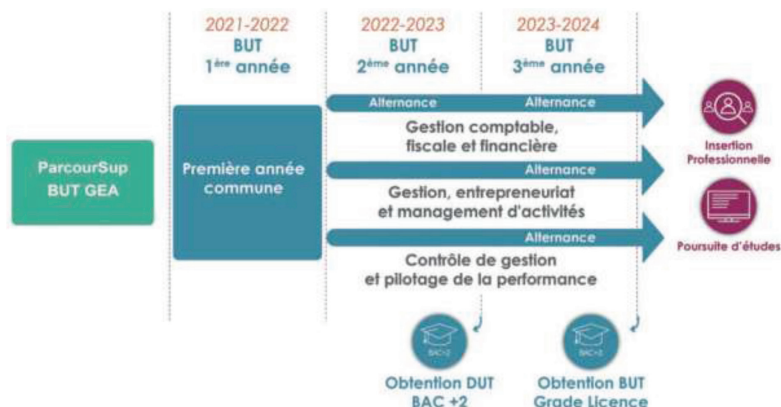 2021-2022
BUT
1ère année
2022-2023
BUT
2ème année
2023-2024
BUT
3ème année
ParcourSup
BUT GEA
Première année
commune
Alternance
Alternance
Gestion comptable,
fiscale et financière
Alternance
Gestion, entrepreneuriat
et management d'activités
Alternance
Contrôle de gestion
et pilotage de la performance
Insertion
Professionnelle
Poursuite d'études
BAC+2
Obtention DUT
BAC +2
BAC+2
Obtention BUT
Grade Licence